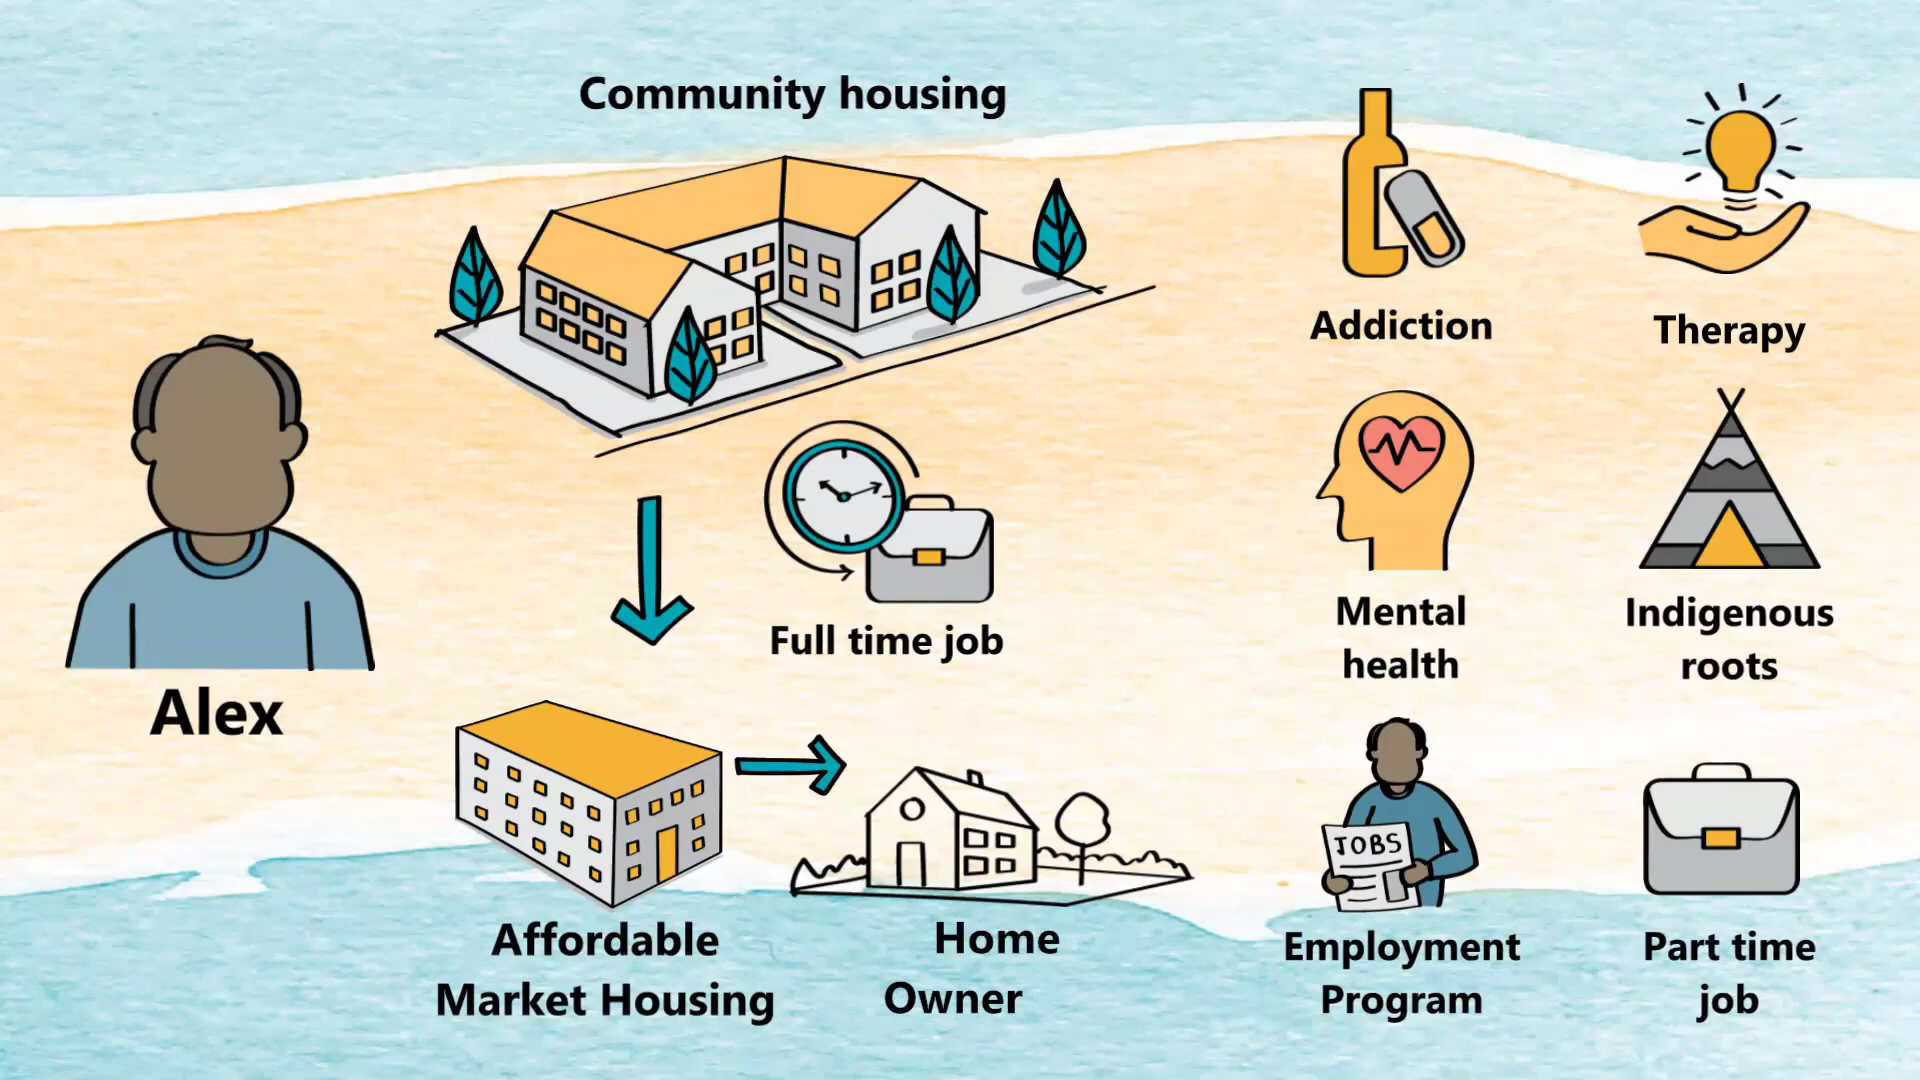 Community housing
Addiction
Therapy
Alex
Full time job
Mental
health
Indigenous
roots
JOBS
Affordable
Market Housing
Home
Owner
Employment
Program
Part time
job